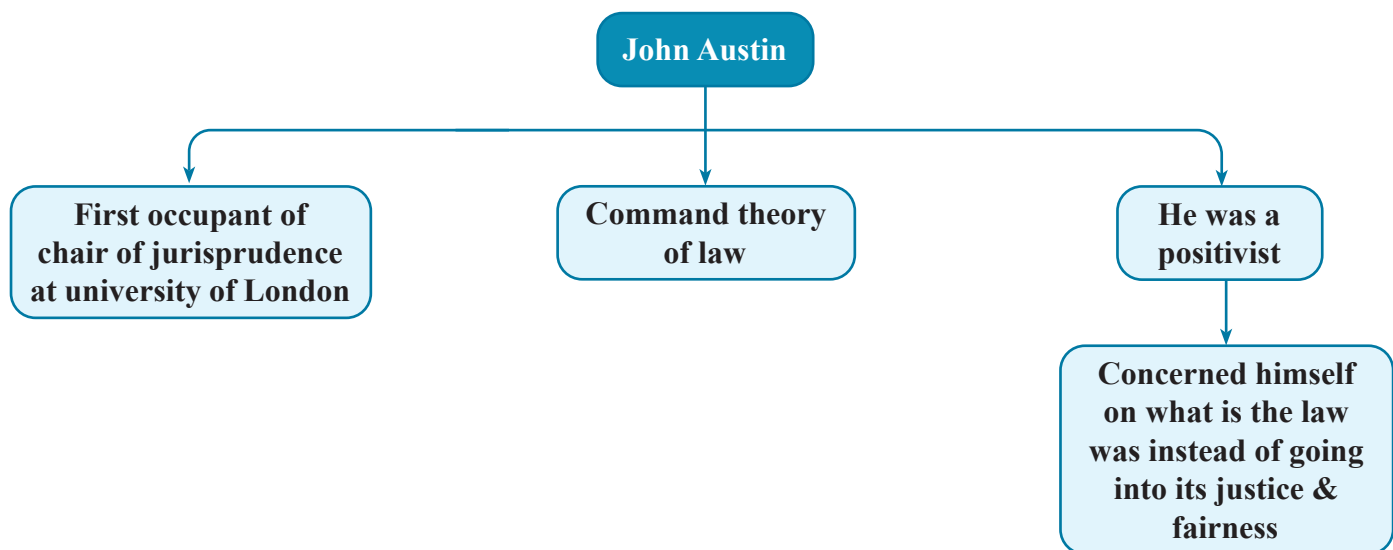 John Austin
First occupant of
chair of jurisprudence
at university of London
Command theory
of law
He was a
positivist
Concerned himself
on what is the law
was instead of going
into its justice &
fairness